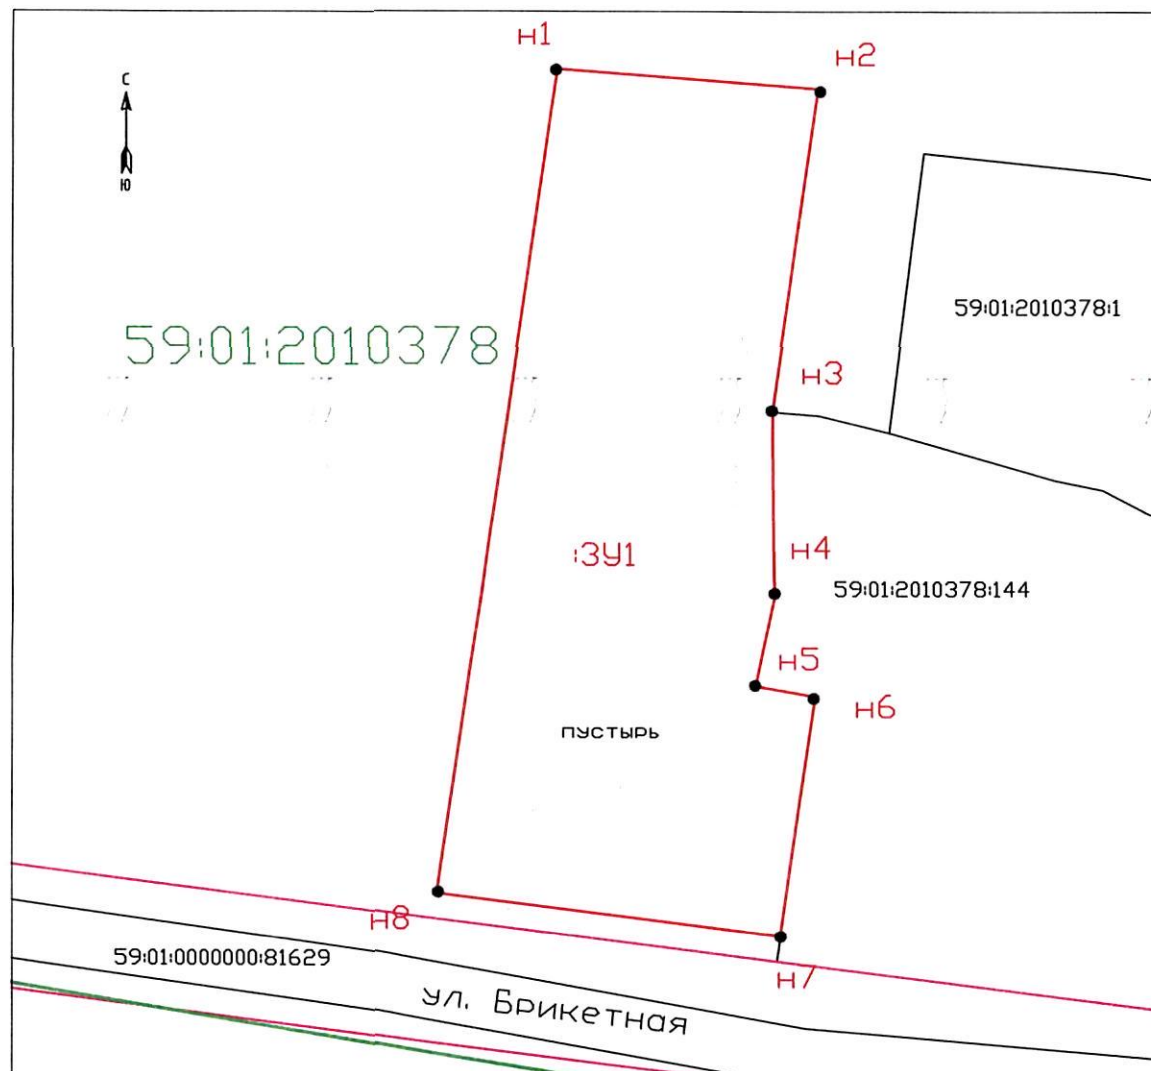 н1
н2
С
Ю
59:01:2010378:1
59:01:2010378
н3
:ЗУ1
н4
59:01:2010378:144
н5
н6
ПУСТЫРЬ
н8
59:01:0000000:81629
н7
ул. Брикетная